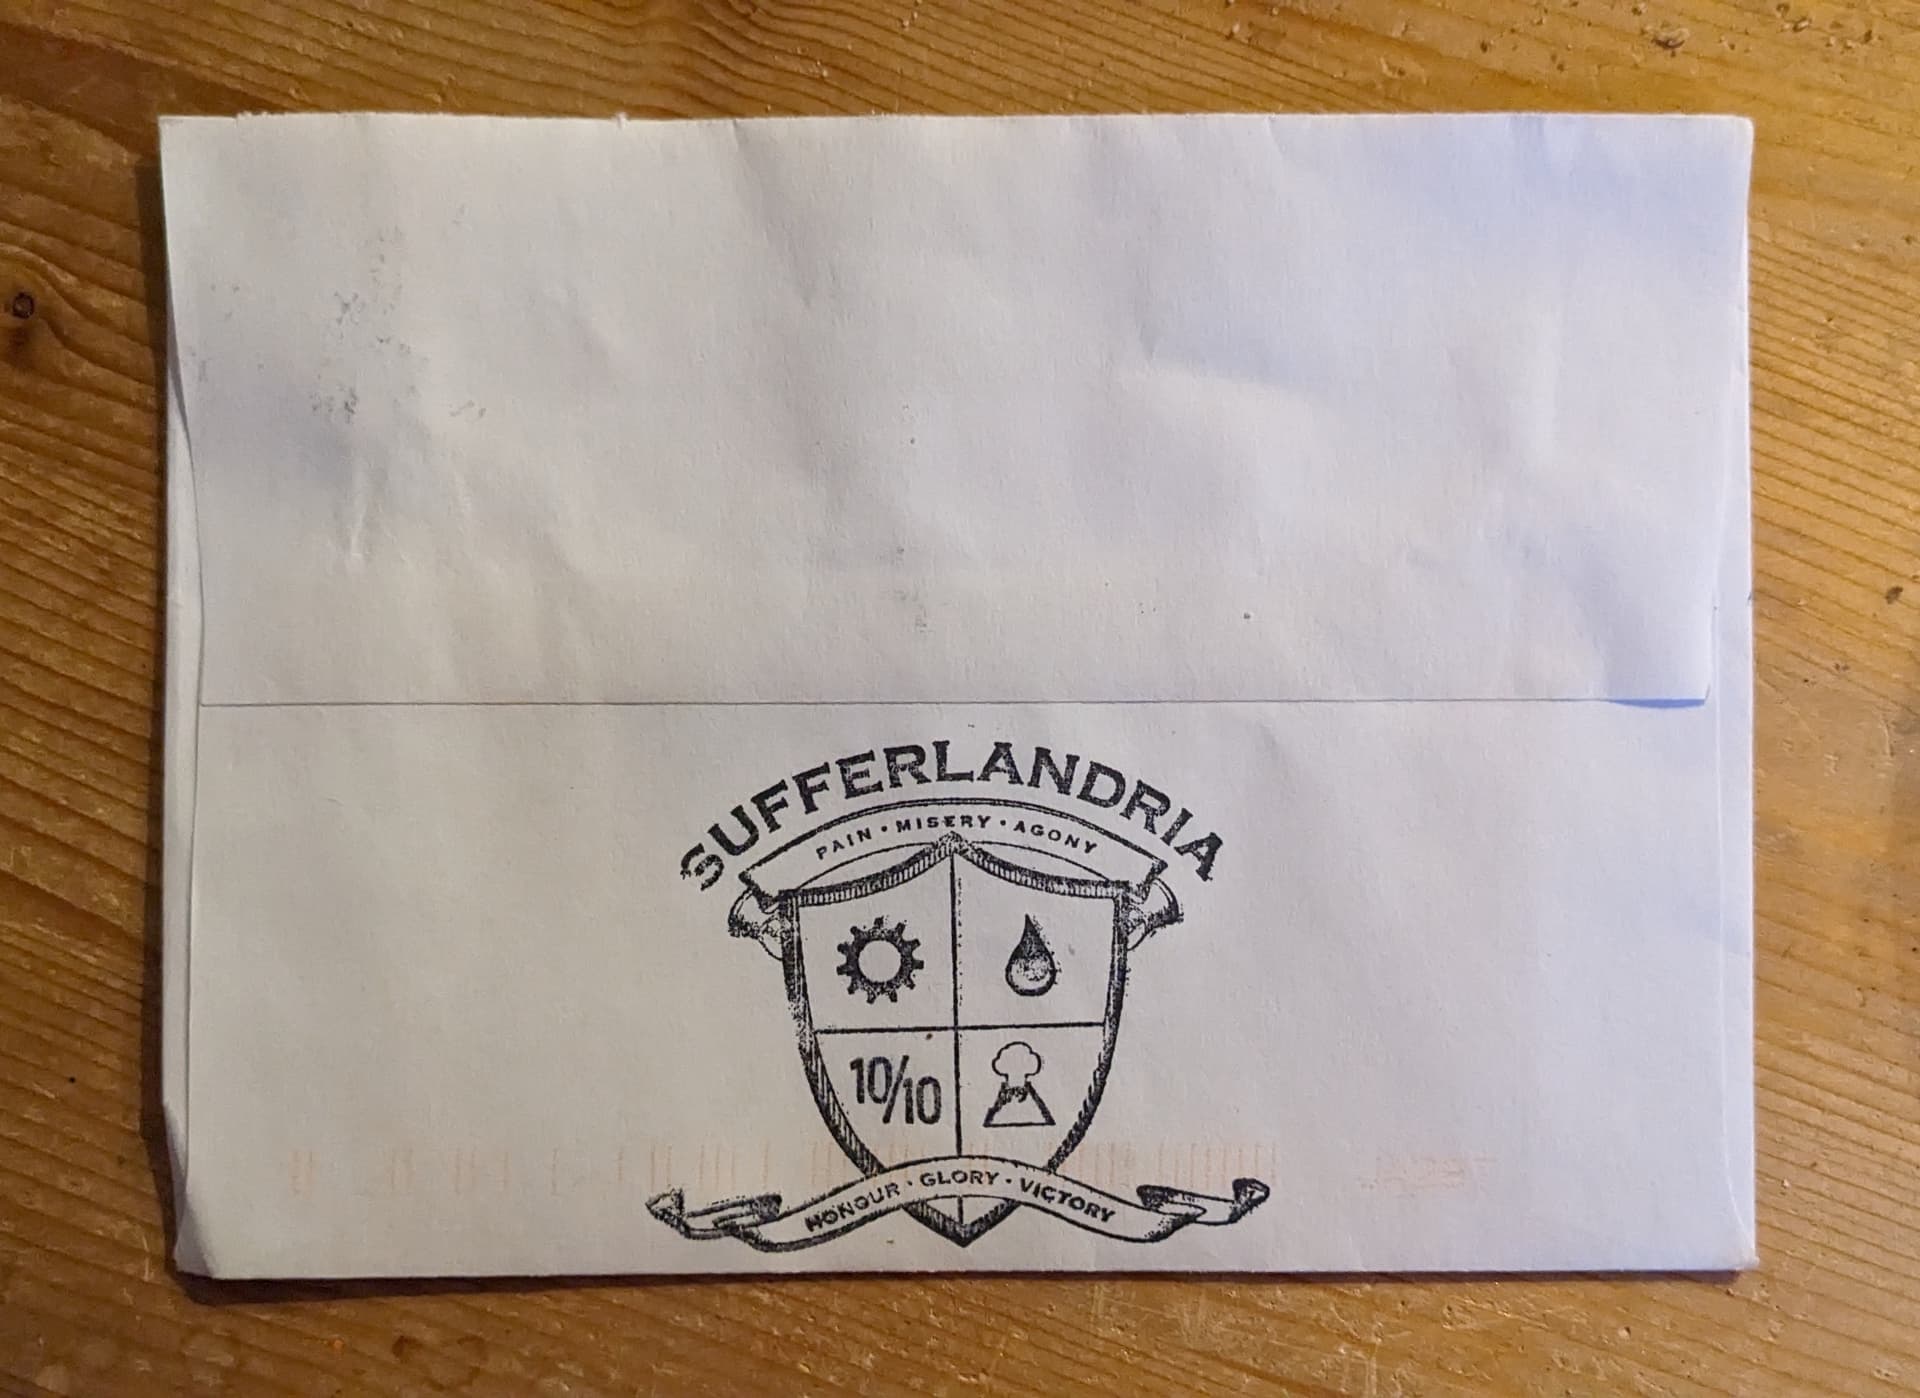 SUFFERLANDRIA
PAIN · MISERY · AGONY
10/10
HONOUR · GLORY · VICTORY